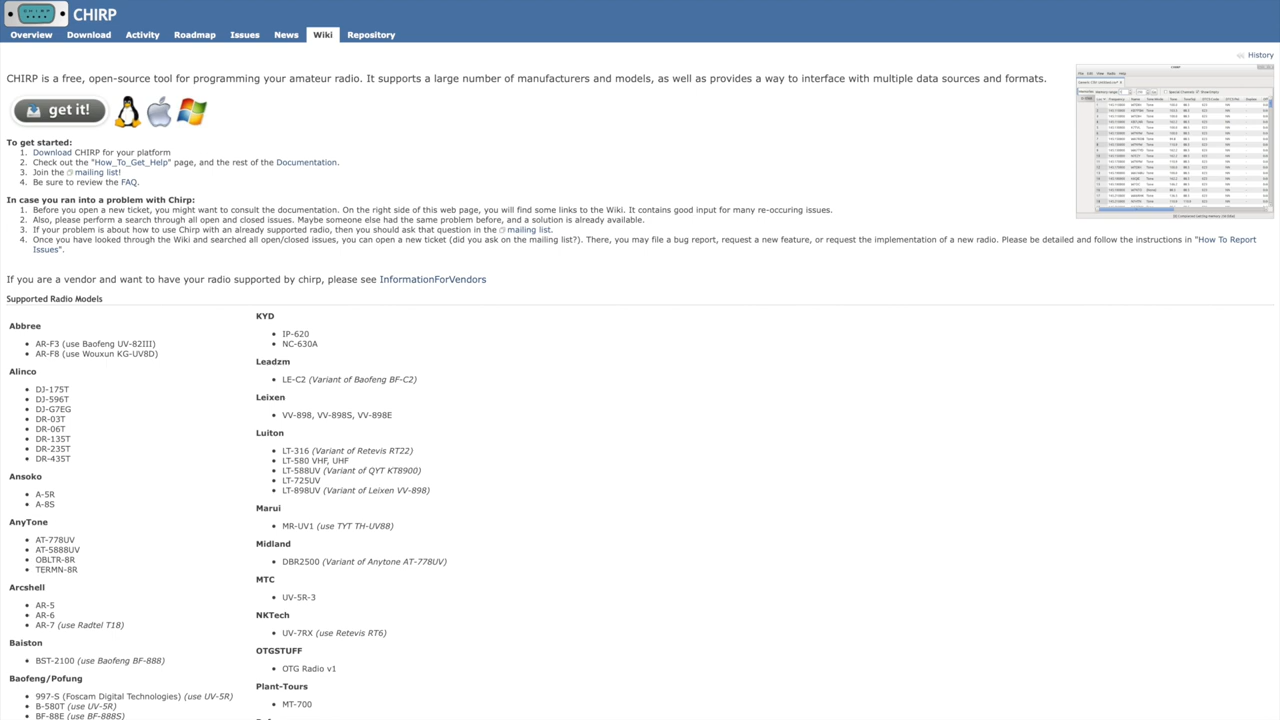 CHIRP
Overview Download Activity Roadmap Issues News Wiki Repository
History
CHIRP is a free, open-source tool for programming your amateur radio. It supports a large number of manufacturers and models, as well as provides a way to interface with multiple data sources and formats.
get it!
To get started:
1. Download CHIRP for your platform
2. Check out the "How_To_Get_Help" page, and the rest of the Documentation.
3. Join the mailing list!
4. Be sure to review the FAQ.
In case you ran into a problem with Chirp:
1. Before you open a new ticket, you might want to consult the documentation. On the right side of this web page, you will find some links to the Wiki. It contains good input for many re-occuring issues.
2. Also, please perform a search through all open and closed issues. Maybe someone else had the same problem before, and a solution is already available.
3. If your problem is about how to use Chirp with an already supported radio, then you should ask that question in the mailing list.
4. Once you have looked through the Wiki and searched all open/closed issues, you can open a new ticket (did you ask on the mailing list?). There, you may file a bug report, request a new feature, or request the implementation of a new radio. Please be detailed and follow the instructions in "How To Report
Issues".
If you are a vendor and want to have your radio supported by chirp, please see InformationForVendors
Supported Radio Models
Abbree
AR-F3 (use Baofeng UV-82III)
AR-F8 (use Wouxun KG-UV8D)
Alinco
DJ-175T
DJ-596T
DJ-G7EG
DR-03T
DR-06T
DR-135T
DR-235T
DR-435T
Ansoko
A-5R
A-8S
AnyTone
AT-778UV
AT-5888UV
OBLTR-8R
TERMN-8R
Arcshell
AR-5
AR-6
AR-7 (use Radtel T18)
Baiston
BST-2100 (use Baofeng BF-888)
Baofeng/Pofung
997-S (Foscam Digital Technologies) (use UV-5R)
B-580T (use UV-5R)
BF-88E (use BF-888S)
KYD
IP-620
NC-630A
Leadzm
LE-C2 (Variant of Baofeng BF-C2)
Leixen
VV-898, VV-898S, VV-898E
Luiton
LT-316 (Variant of Retevis RT22)
LT-580 VHF, UHF
LT-588UV (Variant of QYT KT8900)
LT-725UV
LT-898UV (Variant of Leixen VV-898)
Marui
MR-UV1 (use TYT TH-UV88)
Midland
DBR2500 (Variant of Anytone AT-778UV)
MTC
UV-5R-3
NKTech
UV-7RX (use Retevis RT6)
OTGSTUFF
OTG Radio v1
Plant-Tours
MT-700